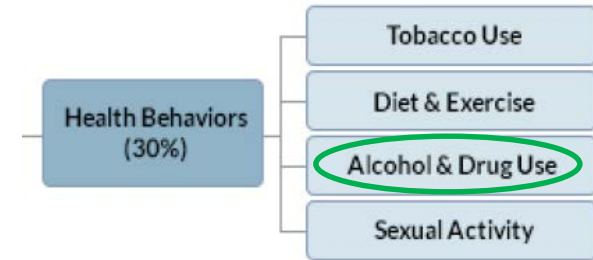 Health Behaviors
(30%)
Tobacco Use
Diet & Exercise
Alcohol & Drug Use
Sexual Activity